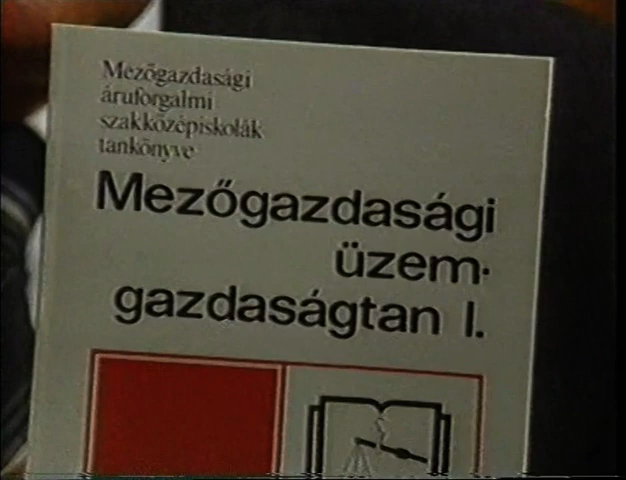 Mezőgazdasági
áruforgalmi
szakközépiskolák
tankönyve
Mezőgazdasági
üzem-
gazdaságtan I.